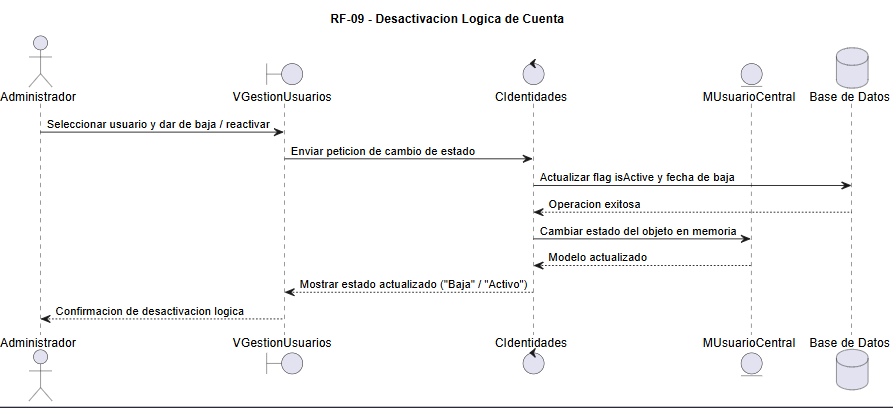 RF-09 - Desactivacion Logica de Cuenta
Administrador VGestionUsuarios CIdentidades MUsuarioCentral Base de Datos
Seleccionar usuario y dar de baja / reactivar
Enviar peticion de cambio de estado
Actualizar flag isActive y fecha de baja
Operacion exitosa
Cambiar estado del objeto en memoria
Modelo actualizado
Mostrar estado actualizado ("Baja" / "Activo")
Confirmacion de desactivacion logica
Administrador VGestionUsuarios CIdentidades MUsuarioCentral Base de Datos